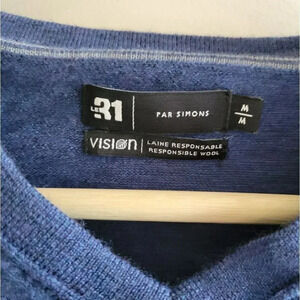 LE 31 PAR SIMONS
M
M
VISION LAINE RESPONSABLE
RESPONSIBLE WOOL